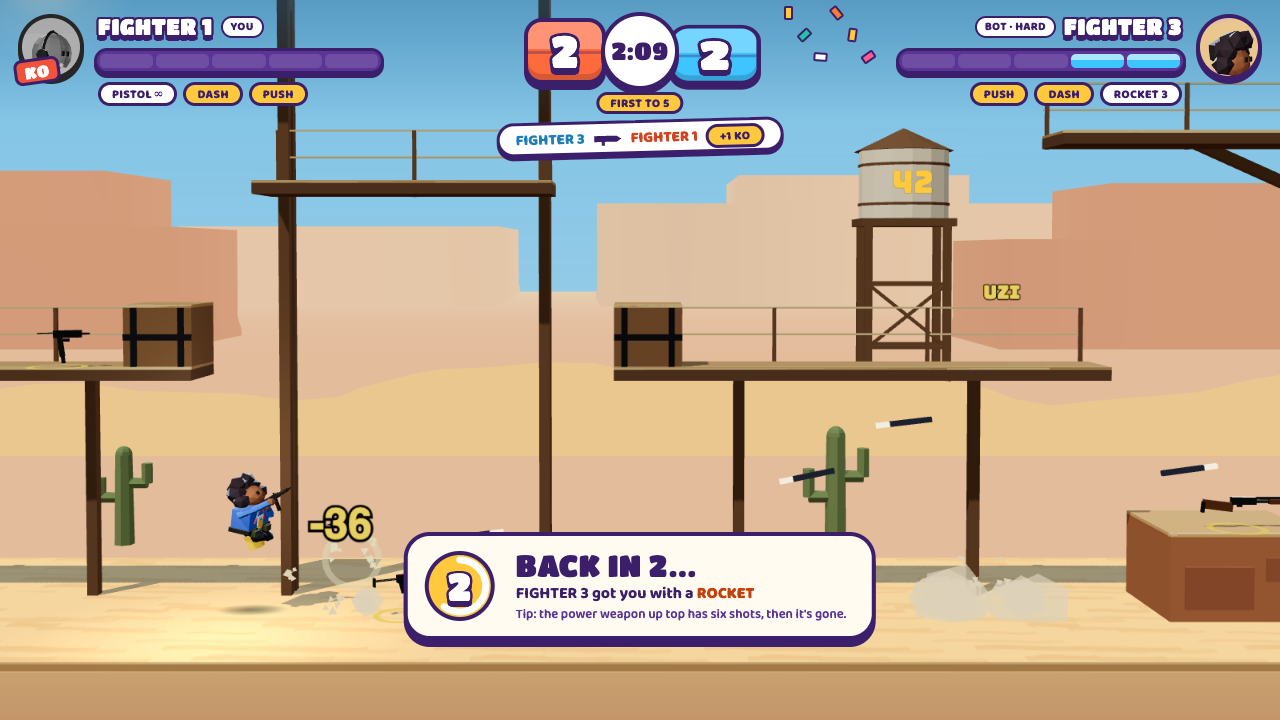 FIGHTER 1 YOU
KO
PISTOL ∞ DASH PUSH
2 2:09 2
FIRST TO 5
FIGHTER 3 FIGHTER 1 +1 KO
BOT · HARD FIGHTER 3
PUSH DASH ROCKET 3
42
UZI
-36
2
BACK IN 2...
FIGHTER 3 got you with a ROCKET
Tip: the power weapon up top has six shots, then it's gone.